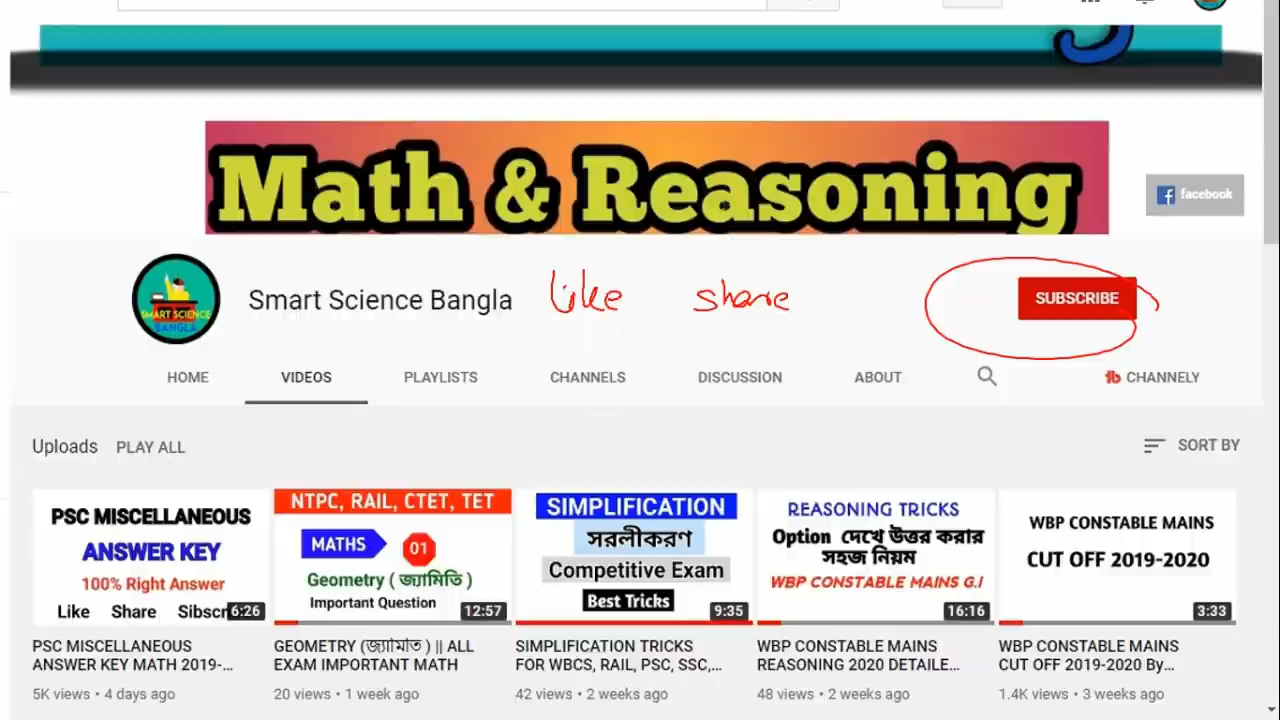 Math & Reasoning
facebook
SMART SCIENCE
BANGLA
Smart Science Bangla like share SUBSCRIBE
HOME VIDEOS PLAYLISTS CHANNELS DISCUSSION ABOUT CHANNELY
Uploads PLAY ALL SORT BY
PSC MISCELLANEOUS
ANSWER KEY
100% Right Answer
Like Share Sibscr
6:26
PSC MISCELLANEOUS
ANSWER KEY MATH 2019-...
5K views • 4 days ago
NTPC, RAIL, CTET, TET
MATHS 01
Geometry ( জ্যামিতি )
Important Question
12:57
GEOMETRY (জ্যামিতি) || ALL
EXAM IMPORTANT MATH
20 views • 1 week ago
SIMPLIFICATION
সরলীকরণ
Competitive Exam
Best Tricks
9:35
SIMPLIFICATION TRICKS
FOR WBCS, RAIL, PSC, SSC,...
42 views • 2 weeks ago
REASONING TRICKS
Option দেখে উত্তর করার
সহজ নিয়ম
WBP CONSTABLE MAINS G.I
16:16
WBP CONSTABLE MAINS
REASONING 2020 DETAILE...
48 views • 2 weeks ago
WBP CONSTABLE MAINS
CUT OFF 2019-2020
3:33
WBP CONSTABLE MAINS
CUT OFF 2019-2020 By...
1.4K views • 3 weeks ago